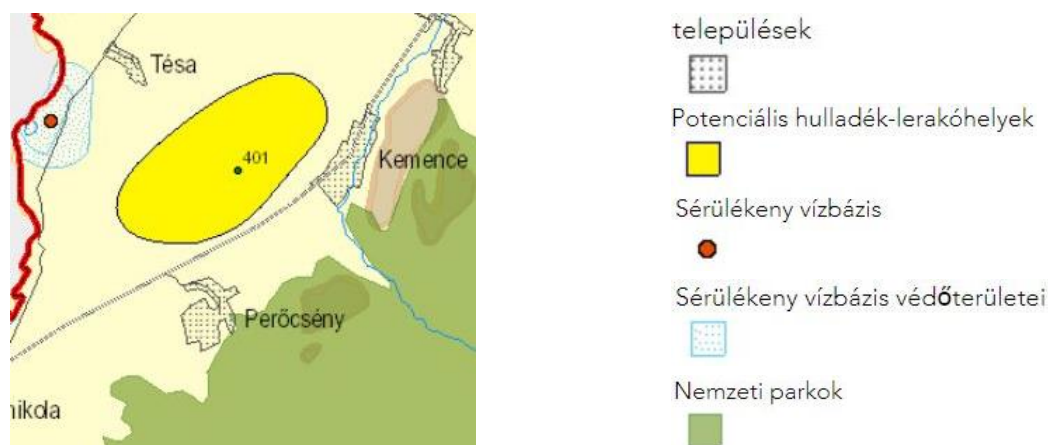 Tésa
401
Kemence
Perőcsény
nikola
települések
Potenciális hulladék-lerakóhelyek
Sérülékeny vízbázis
Sérülékeny vízbázis védőterületei
Nemzeti parkok